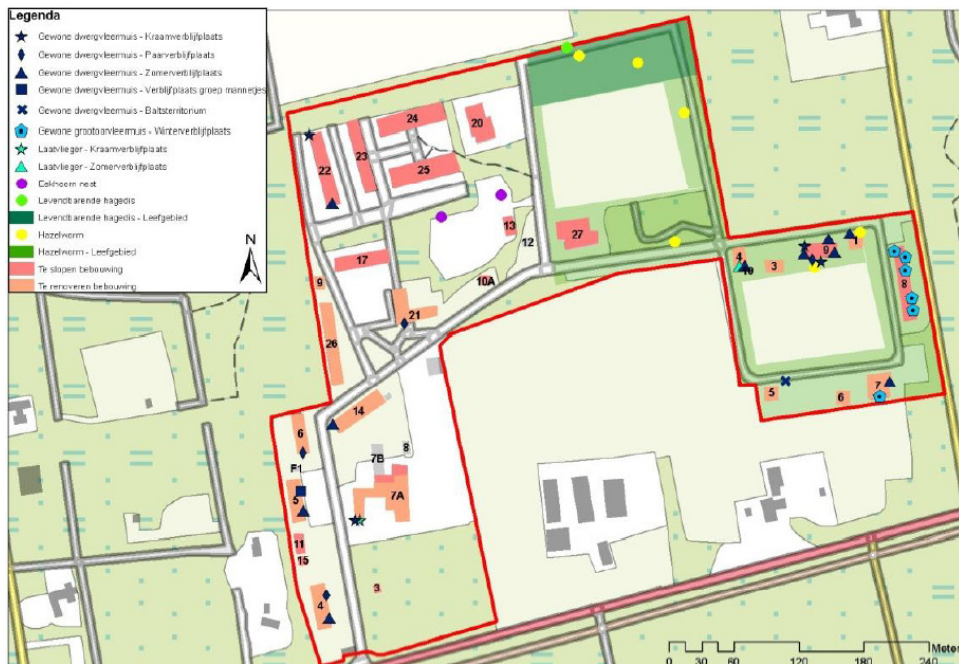 Legenda
Gewone dwergvleermuis - Kraamverblijfplaats
Gewone dwergvleermuis - Paarverblijfplaats
Gewone dwergvleermuis - Zomerverblijfplaats
Gewone dwergvleermuis - Verblijfplaats groep mannetjes
Gewone dwergvleermuis - Baltsterritorium
Gewone grootoorvleermuis - Winterverblijfplaats
Laatvlieger - Kraamverblijfplaats
Laatvlieger - Zomerverblijfplaats
Eekhoorn nest
Levendbarende hagedis
Levendbarende hagedis - Leefgebied
Hazelworm
Hazelworm - Leefgebied
Te slopen bebouwing
Te renoveren bebouwing
N
24
20
23
22
25
13
12
27
17
10A
9
21
26
4
10
3
9
1
8
5
6
7
14
6
F1
7B
8
5
7A
11
15
4
3
Meter
0 30 60 120 180 240